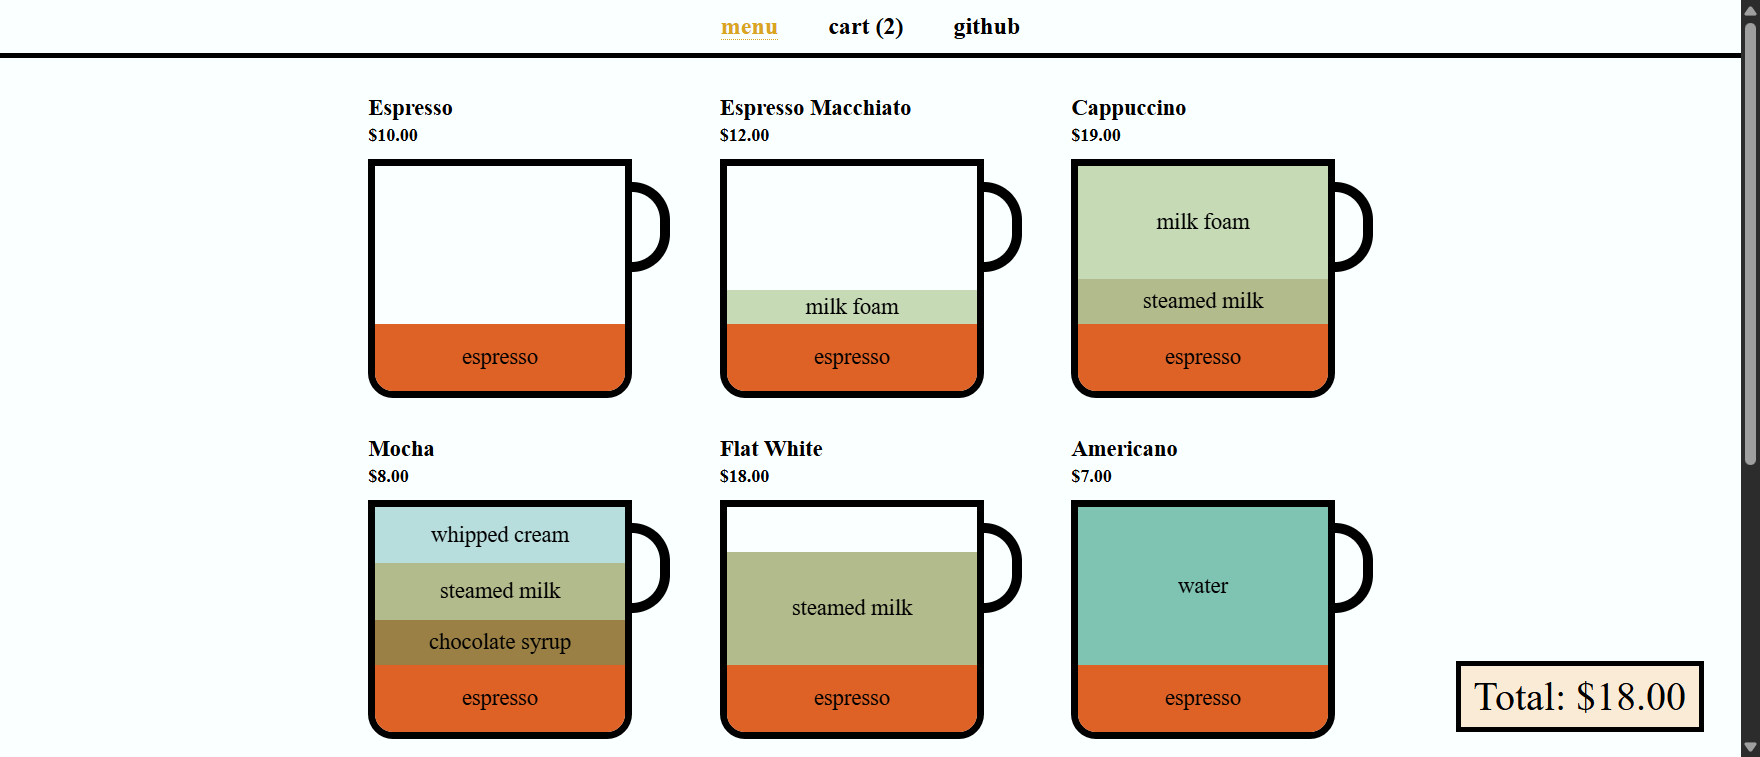 menu cart (2) github
Espresso
$10.00
espresso
Espresso Macchiato
$12.00
milk foam
espresso
Cappuccino
$19.00
milk foam
steamed milk
espresso
Mocha
$8.00
whipped cream
steamed milk
chocolate syrup
espresso
Flat White
$18.00
steamed milk
espresso
Americano
$7.00
water
espresso
Total: $18.00